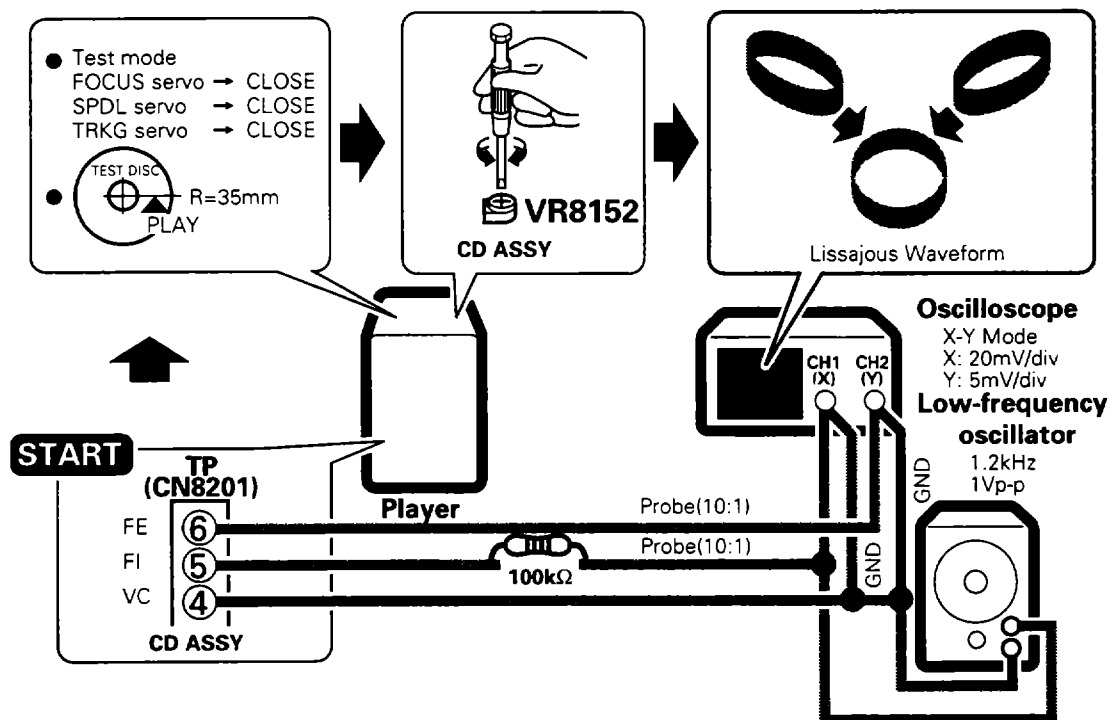 ● Test mode
FOCUS servo → CLOSE
SPDL servo → CLOSE
TRKG servo → CLOSE
TEST DISC
● R=35mm
PLAY
VR8152
CD ASSY
Lissajous Waveform
Oscilloscope
X-Y Mode
X: 20mV/div
Y: 5mV/div
CH1
(X)
CH2
(Y)
Low-frequency
oscillator
1.2kHz
1Vp-p
START
TP
(CN8201)
Player
FE 6 Probe(10:1)
FI 5 Probe(10:1)
100kΩ
VC 4
CD ASSY
GND
GND